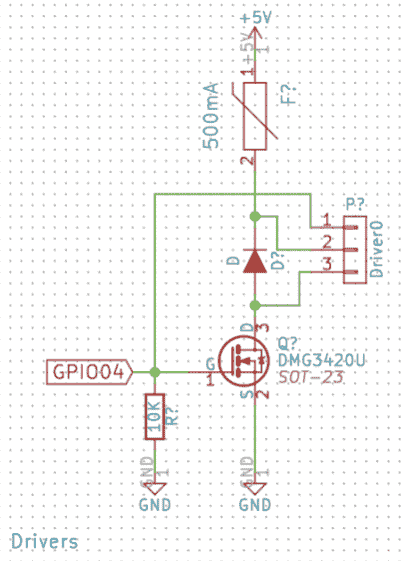 +5V
+5V
1
1
500mA
F?
2
P?
1
2
3
Driver0
D
D?
D
3
Q?
DMG3420U
SOT-23
G
1
S
2
GPIO04
10K
R?
GND
1
GND
1
GND
GND
Drivers